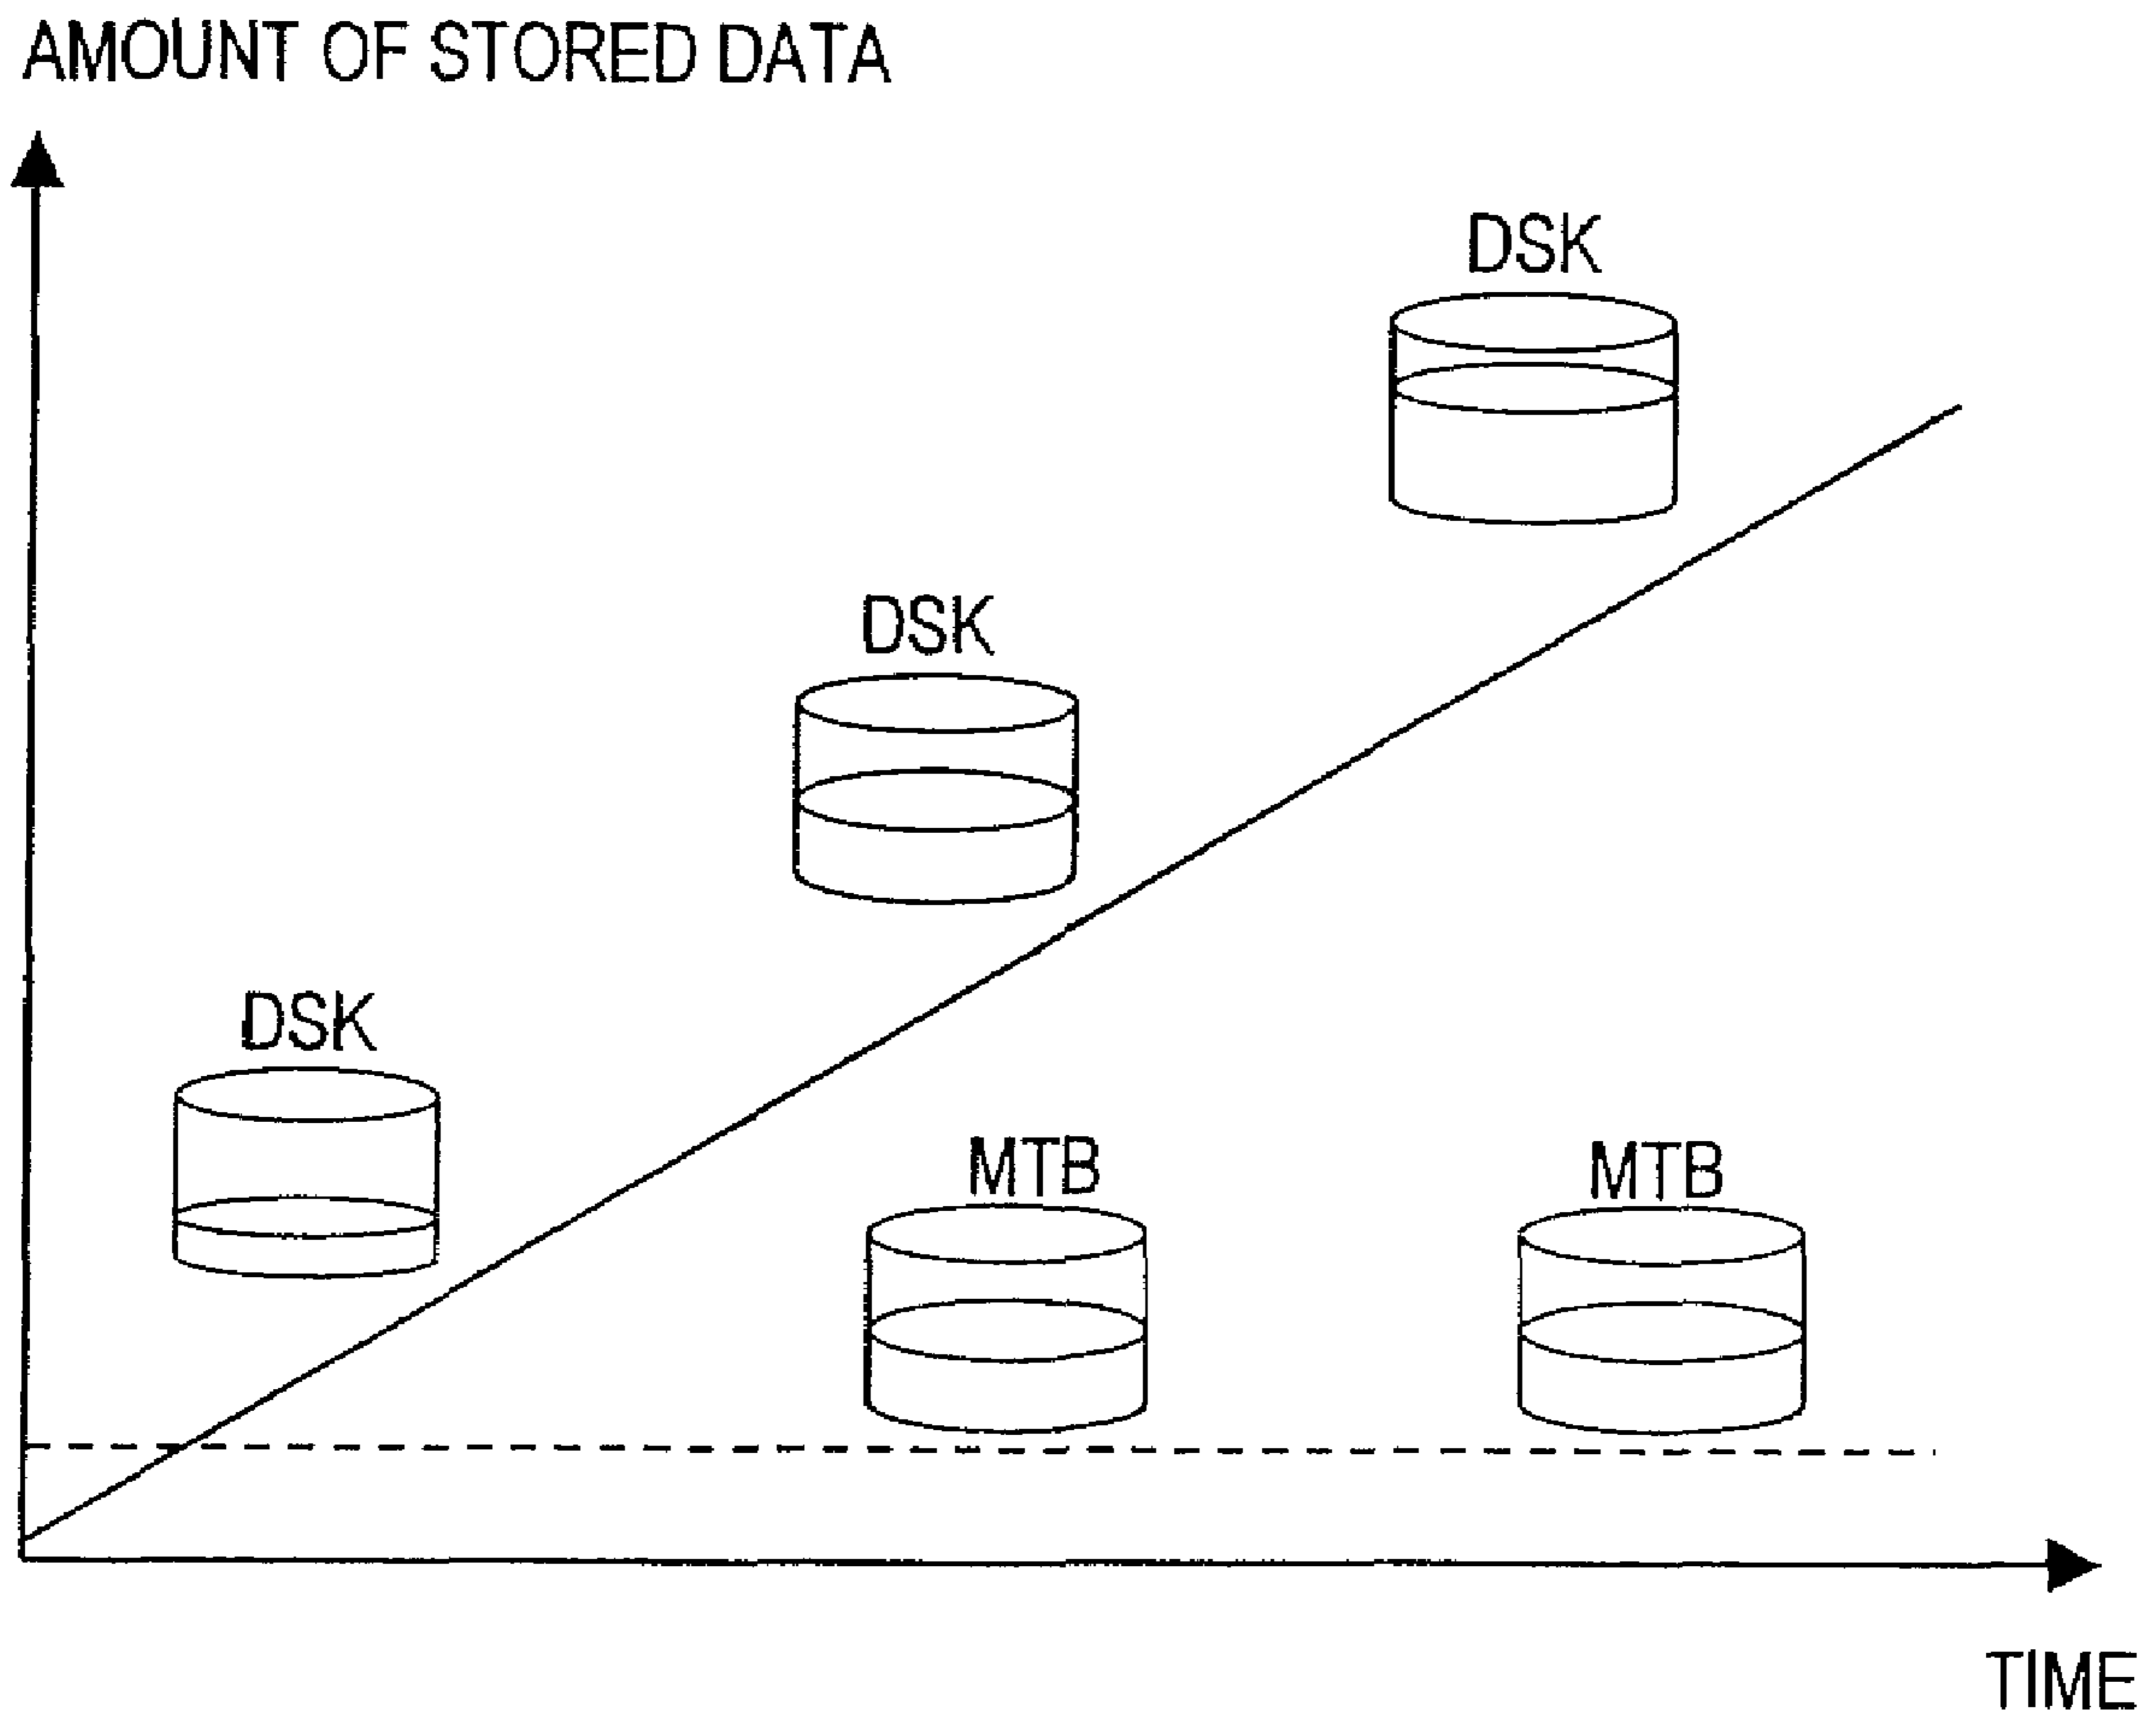 AMOUNT OF STORED DATA
DSK
DSK
DSK
MTB
MTB
TIME